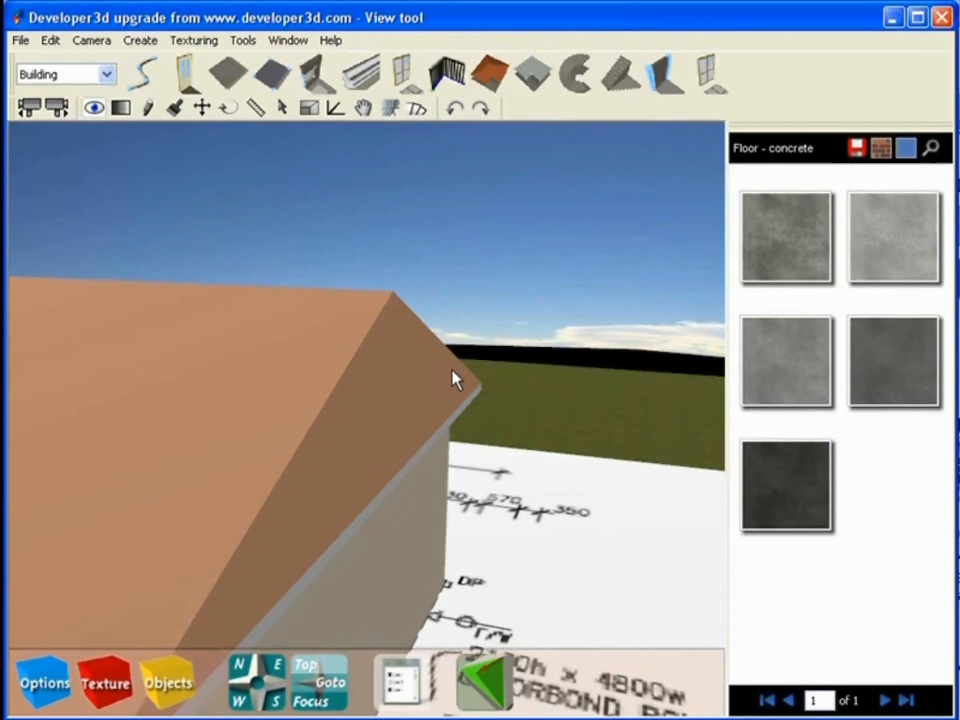 Developer3d upgrade from www.developer3d.com - View tool
File Edit Camera Create Texturing Tools Window Help
Building
Floor - concrete
570 350
DP
N E
W S
Top
Goto
Focus
Options Texture Objects
2100h x 4800w
1 of 1